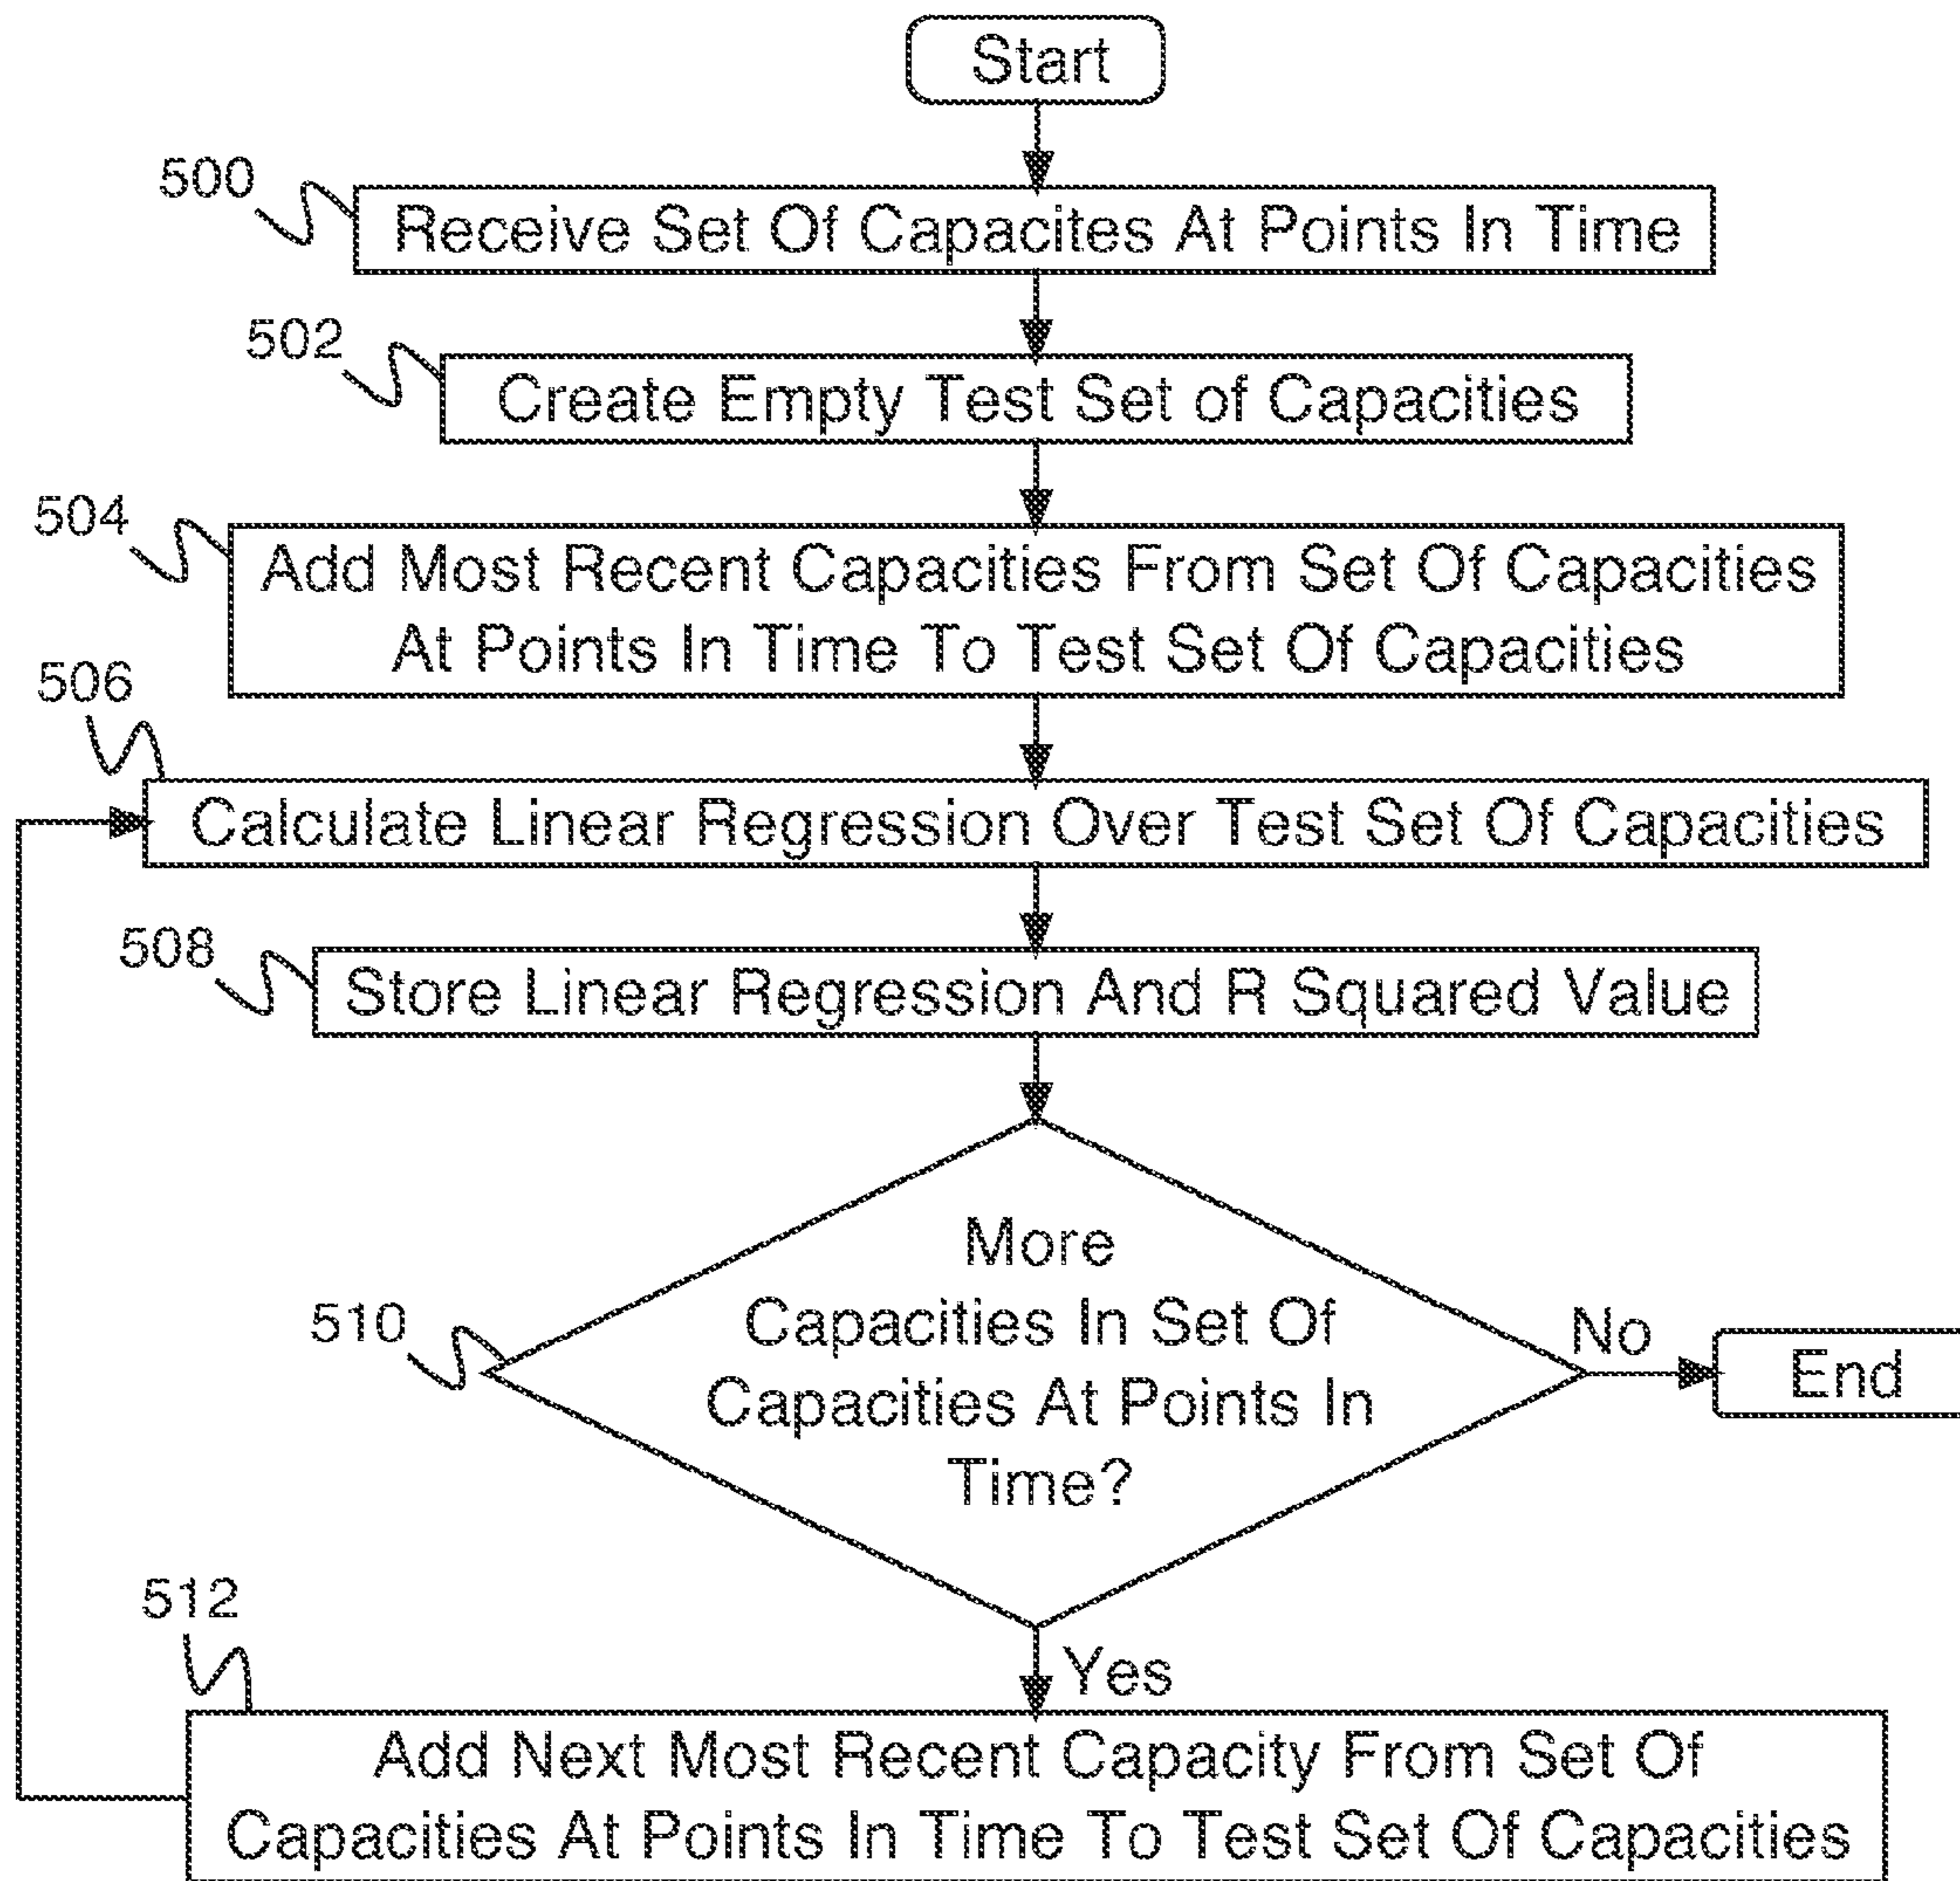 Start
500
Receive Set Of Capacites At Points In Time
502
Create Empty Test Set of Capacities
504
Add Most Recent Capacities From Set Of Capacities
At Points In Time To Test Set Of Capacities
506
Calculate Linear Regression Over Test Set Of Capacities
508
Store Linear Regression And R Squared Value
510
More
Capacities In Set Of
Capacities At Points In
Time?
No
End
Yes
512
Add Next Most Recent Capacity From Set Of
Capacities At Points In Time To Test Set Of Capacities